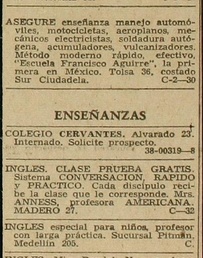 ASEGURE enseñanza manejo automó-
viles, motocicletas, aeroplanos, me-
cánicos electricistas, soldadura autó-
gena, acumuladores, vulcanizadores.
Método moderno rápido, efectivo,
"Escuela Francisco Aguirre", la pri-
mera en México. Tolsa 36, costado
Sur Ciudadela. C-2-30
ENSEÑANZAS
COLEGIO CERVANTES. Alvarado 23.
Internado. Solicite prospecto.
38-00319-8
INGLES. CLASE PRUEBA GRATIS.
Sistema CONVERSACION, RAPIDO
y PRACTICO. Cada discípulo reci-
be la clase que le corresponde. Mrs.
ANNESS, profesora AMERICANA.
MADERO 27. C-32
INGLES especial para niños, profesor
con larga práctica. Sucursal Pitman,
Medellín 205. C.